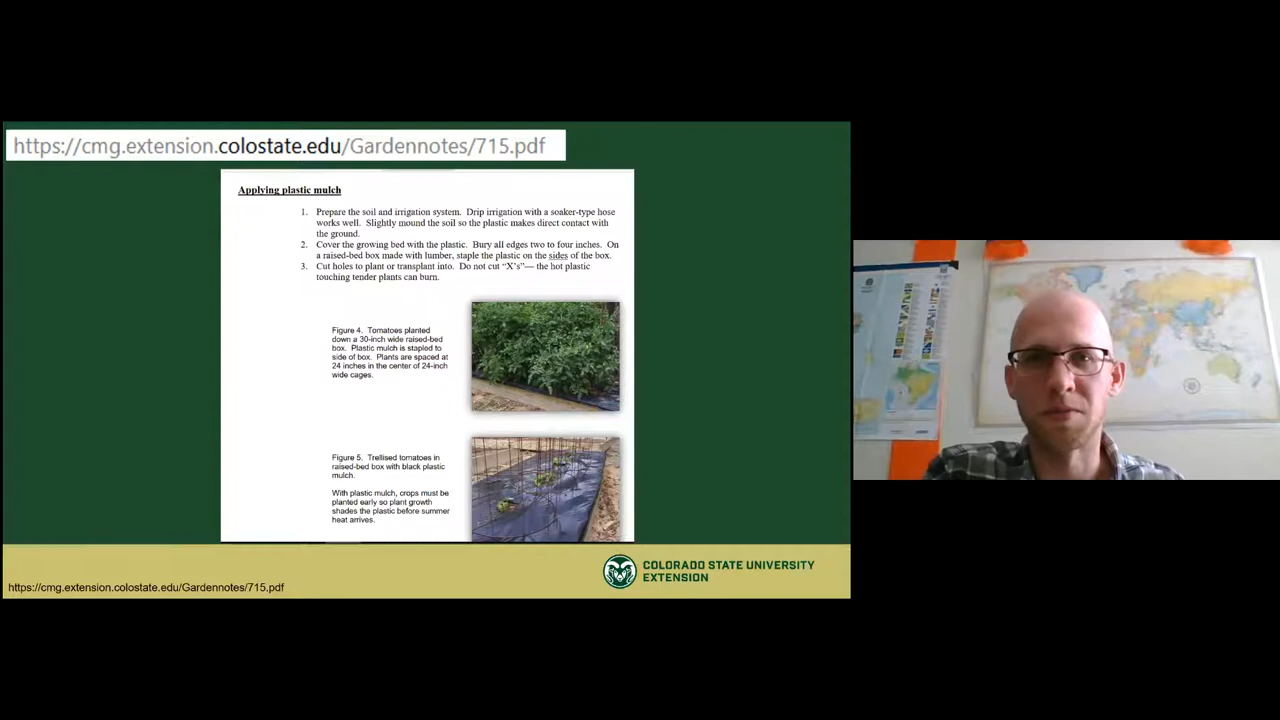 https://cmg.extension.colostate.edu/Gardennotes/715.pdf
Applying plastic mulch
1. Prepare the soil and irrigation system. Drip irrigation with a soaker-type hose
works well. Slightly mound the soil so the plastic makes direct contact with
the ground.
2. Cover the growing bed with the plastic. Bury all edges two to four inches. On
a raised-bed box made with lumber, staple the plastic on the sides of the box.
3. Cut holes to plant or transplant into. Do not cut “X’s”— the hot plastic
touching tender plants can burn.
Figure 4. Tomatoes planted
down a 30-inch wide raised-bed
box. Plastic mulch is stapled to
side of box. Plants are spaced at
24 inches in the center of 24-inch
wide cages.
Figure 5. Trellised tomatoes in
raised-bed box with black plastic
mulch.
With plastic mulch, crops must be
planted early so plant growth
shades the plastic before summer
heat arrives.
COLORADO STATE UNIVERSITY
EXTENSION
https://cmg.extension.colostate.edu/Gardennotes/715.pdf